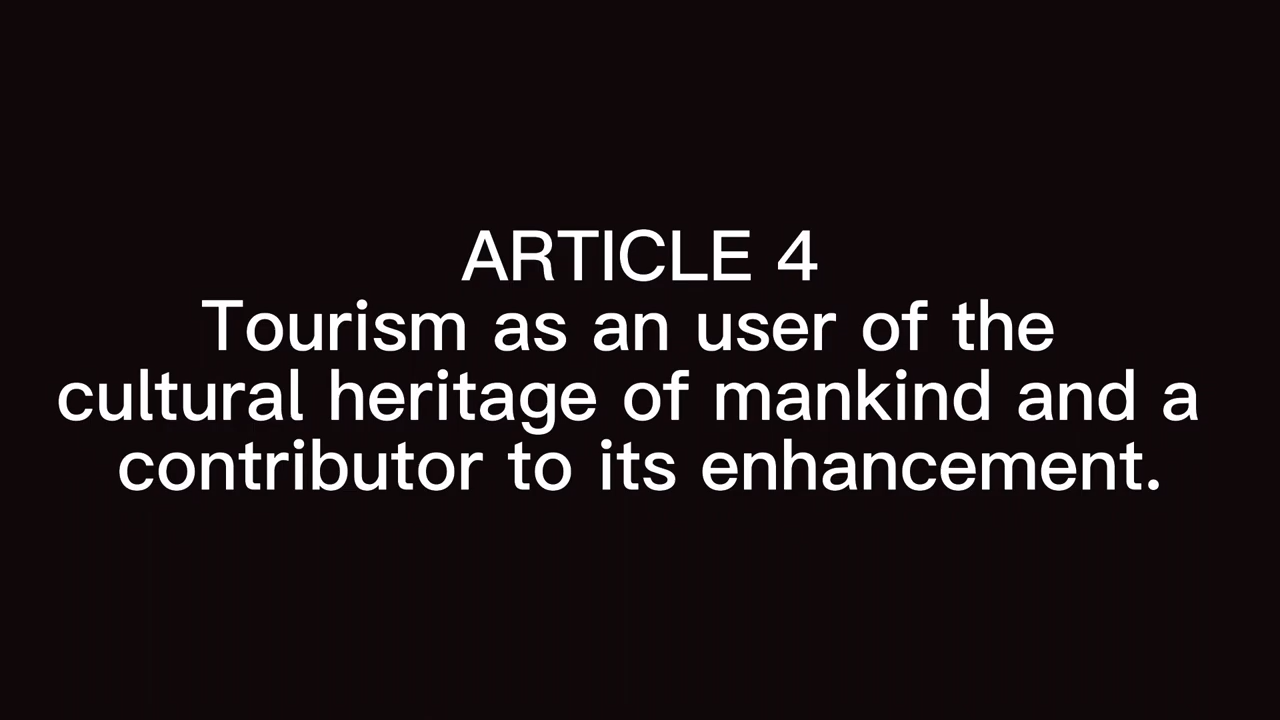 ARTICLE 4
Tourism as an user of the
cultural heritage of mankind and a
contributor to its enhancement.